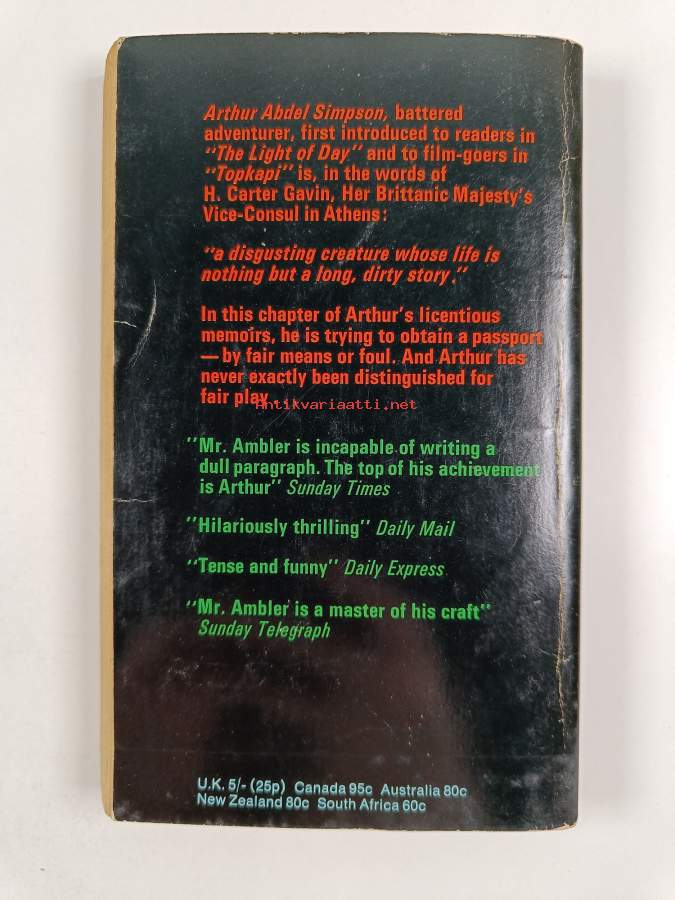 Arthur Abdel Simpson, battered
adventurer, first introduced to readers in
"The Light of Day" and to film-goers in
"Topkapi" is, in the words of
H. Carter Gavin, Her Brittanic Majesty's
Vice-Consul in Athens:
"a disgusting creature whose life is
nothing but a long, dirty story."
In this chapter of Arthur's licentious
memoirs, he is trying to obtain a passport
— by fair means or foul. And Arthur has
never exactly been distinguished for
fair play.
Antikvariaatti.net
"Mr. Ambler is incapable of writing a
dull paragraph. The top of his achievement
is Arthur" Sunday Times
"Hilariously thrilling" Daily Mail
"Tense and funny" Daily Express
"Mr. Ambler is a master of his craft"
Sunday Telegraph
U.K. 5/- (25p) Canada 95c Australia 80c
New Zealand 80c South Africa 60c